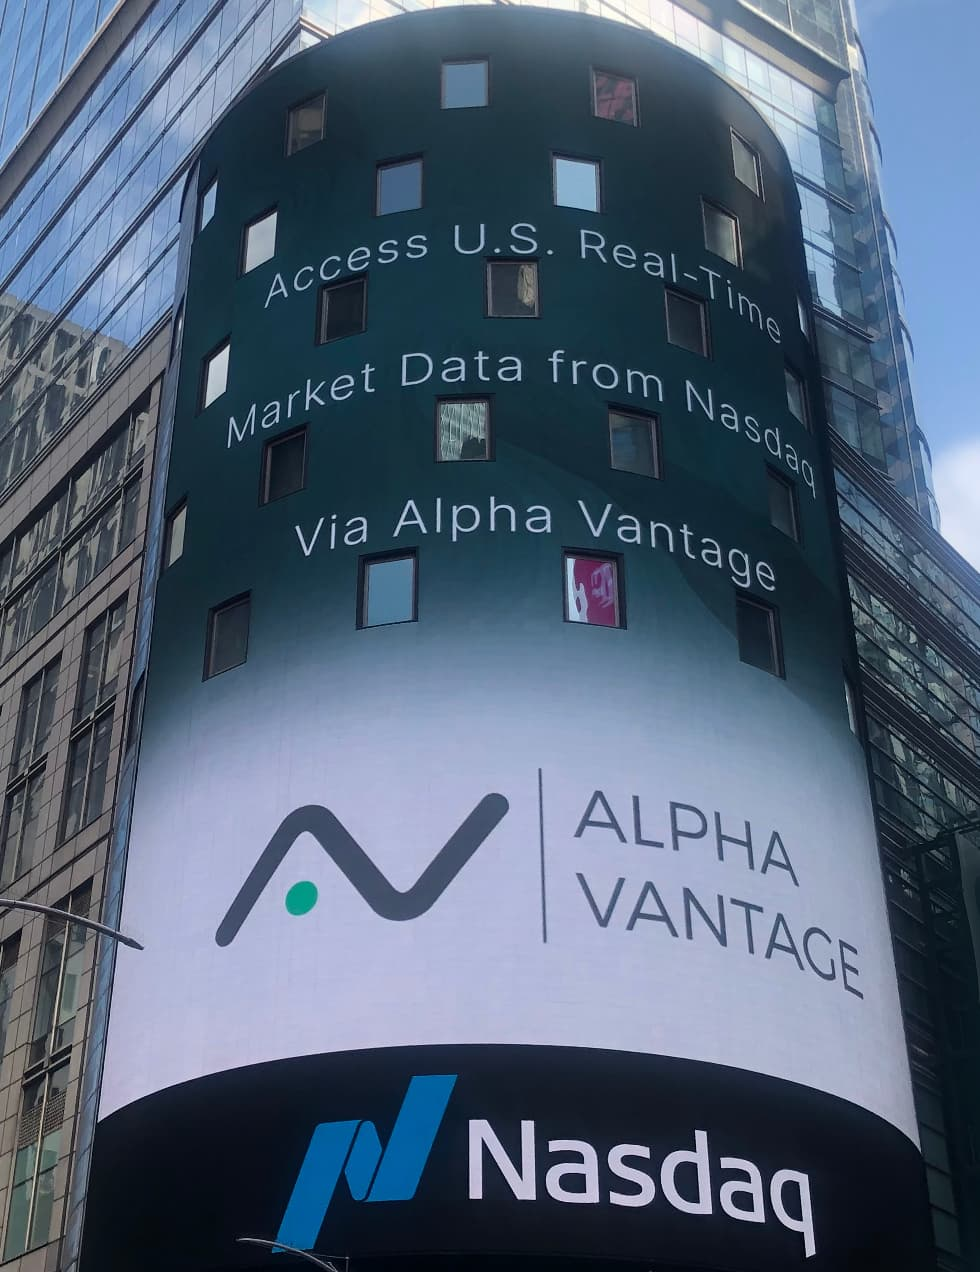 Access U.S. Real-Time
Market Data from Nasdaq
Via Alpha Vantage
ALPHA
VANTAGE
Nasdaq